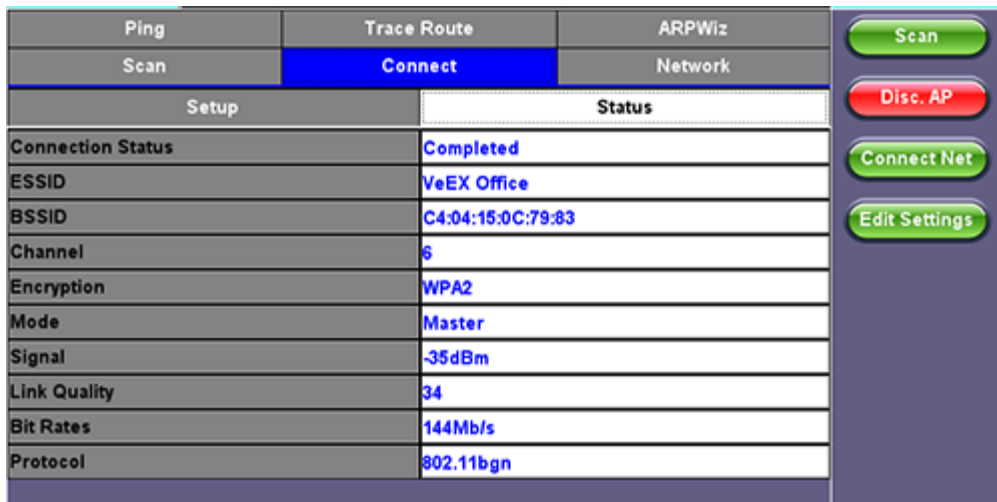 Ping Trace Route ARPWiz
Scan Connect Network
Setup Status
Connection Status Completed
ESSID VeEX Office
BSSID C4:04:15:0C:79:83
Channel 6
Encryption WPA2
Mode Master
Signal -35dBm
Link Quality 34
Bit Rates 144Mb/s
Protocol 802.11bgn
Scan
Disc. AP
Connect Net
Edit Settings